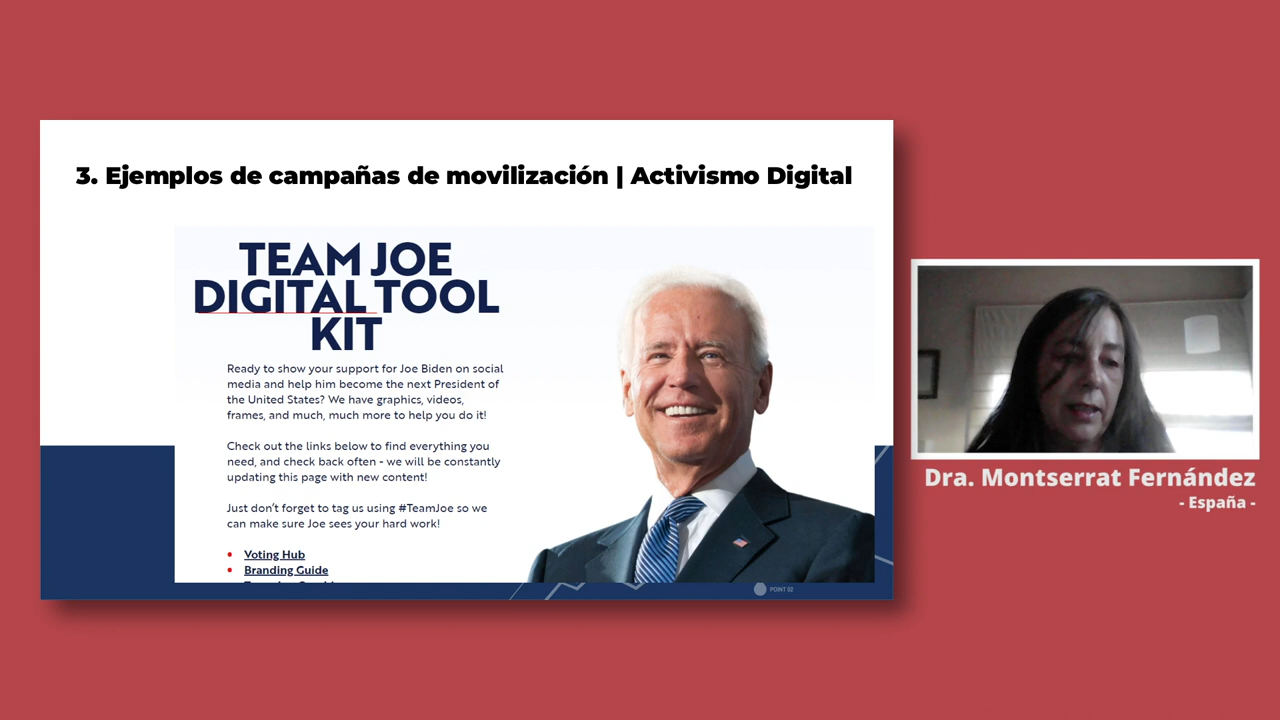 3. Ejemplos de campañas de movilización | Activismo Digital
TEAM JOE
DIGITAL TOOL
KIT
Ready to show your support for Joe Biden on social
media and help him become the next President of
the United States? We have graphics, videos,
frames, and much, much more to help you do it!
Check out the links below to find everything you
need, and check back often - we will be constantly
updating this page with new content!
Just don't forget to tag us using #TeamJoe so we
can make sure Joe sees your hard work!
• Voting Hub
• Branding Guide
POINT 02
Dra. Montserrat Fernández
- España -